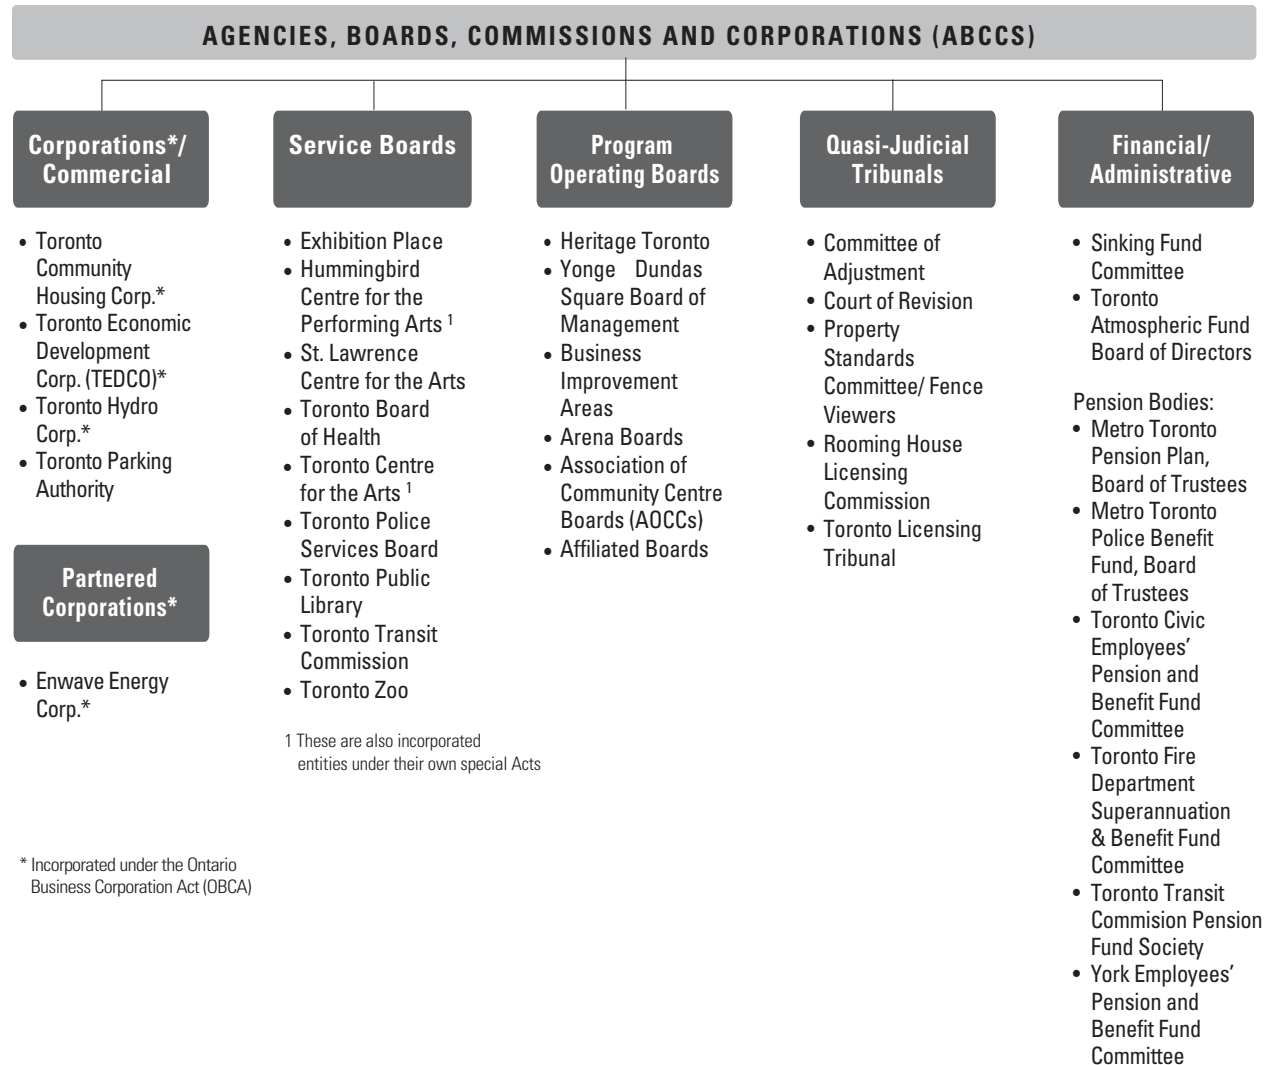 AGENCIES, BOARDS, COMMISSIONS AND CORPORATIONS (ABCCS)
Corporations*/
Commercial
• Toronto
Community
Housing Corp.*
• Toronto Economic
Development
Corp. (TEDCO)*
• Toronto Hydro
Corp.*
• Toronto Parking
Authority
Partnered
Corporations*
• Enwave Energy
Corp.*
* Incorporated under the Ontario
Business Corporation Act (OBCA)
Service Boards
• Exhibition Place
• Hummingbird
Centre for the
Performing Arts 1
• St. Lawrence
Centre for the Arts
• Toronto Board
of Health
• Toronto Centre
for the Arts 1
• Toronto Police
Services Board
• Toronto Public
Library
• Toronto Transit
Commission
• Toronto Zoo
1 These are also incorporated
entities under their own special Acts
Program
Operating Boards
• Heritage Toronto
• Yonge Dundas
Square Board of
Management
• Business
Improvement
Areas
• Arena Boards
• Association of
Community Centre
Boards (AOCCs)
• Affiliated Boards
Quasi-Judicial
Tribunals
• Committee of
Adjustment
• Court of Revision
• Property
Standards
Committee/ Fence
Viewers
• Rooming House
Licensing
Commission
• Toronto Licensing
Tribunal
Financial/
Administrative
• Sinking Fund
Committee
• Toronto
Atmospheric Fund
Board of Directors
Pension Bodies:
• Metro Toronto
Pension Plan,
Board of Trustees
• Metro Toronto
Police Benefit
Fund, Board
of Trustees
• Toronto Civic
Employees’
Pension and
Benefit Fund
Committee
• Toronto Fire
Department
Superannuation
& Benefit Fund
Committee
• Toronto Transit
Commision Pension
Fund Society
• York Employees’
Pension and
Benefit Fund
Committee